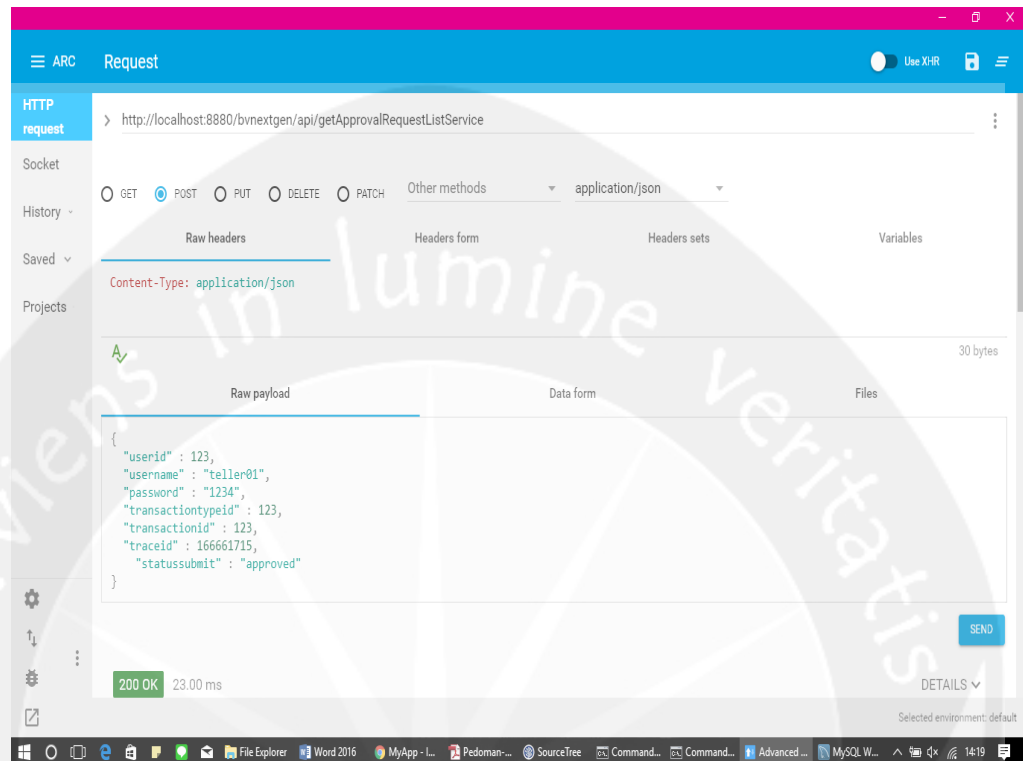 ARC
Request
Use XHR
HTTP request
http://localhost:8880/bvnextgen/api/getApprovalRequestListService
Socket
History
Saved
Projects
GET POST PUT DELETE PATCH Other methods application/json
Raw headers Headers form Headers sets Variables
Content-Type: application/json
30 bytes
Raw payload Data form Files
{
"userid" : 123,
"username" : "teller01",
"password" : "1234",
"transactiontypeid" : 123,
"transactionid" : 123,
"traceid" : 166661715,
"statussubmit" : "approved"
}
SEND
200 OK 23.00 ms DETAILS
Selected environment: default
File Explorer Word 2016 MyApp - I... Pedoman-... SourceTree Command... Command... Advanced ... MySQL W... 14:19
viens in lumine veritatis